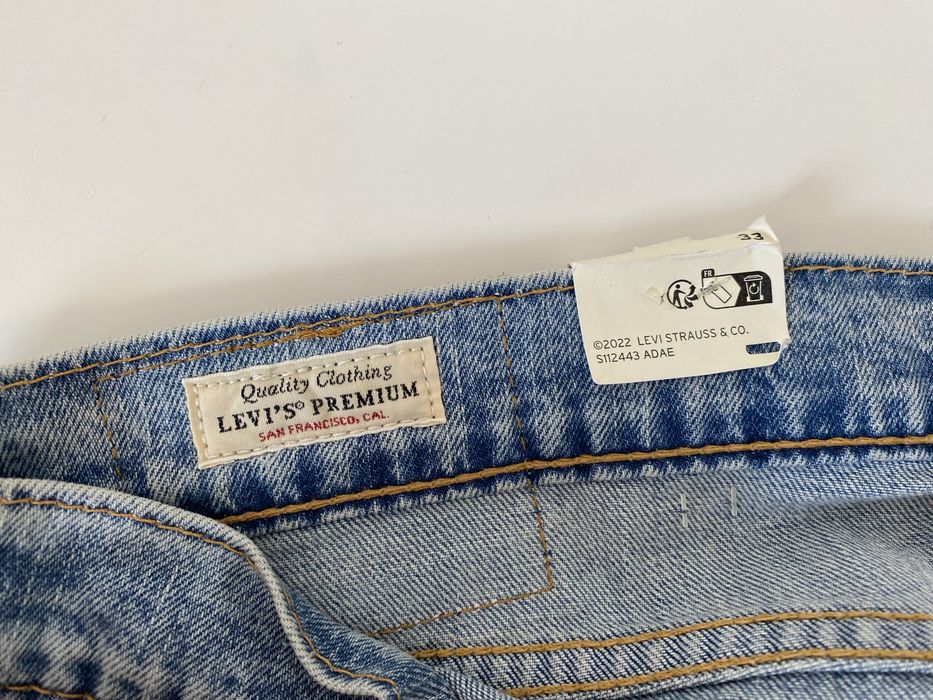 Quality Clothing
LEVI'S® PREMIUM
SAN FRANCISCO, CAL.
33
FR
©2022 LEVI STRAUSS & CO.
S112443 ADAE